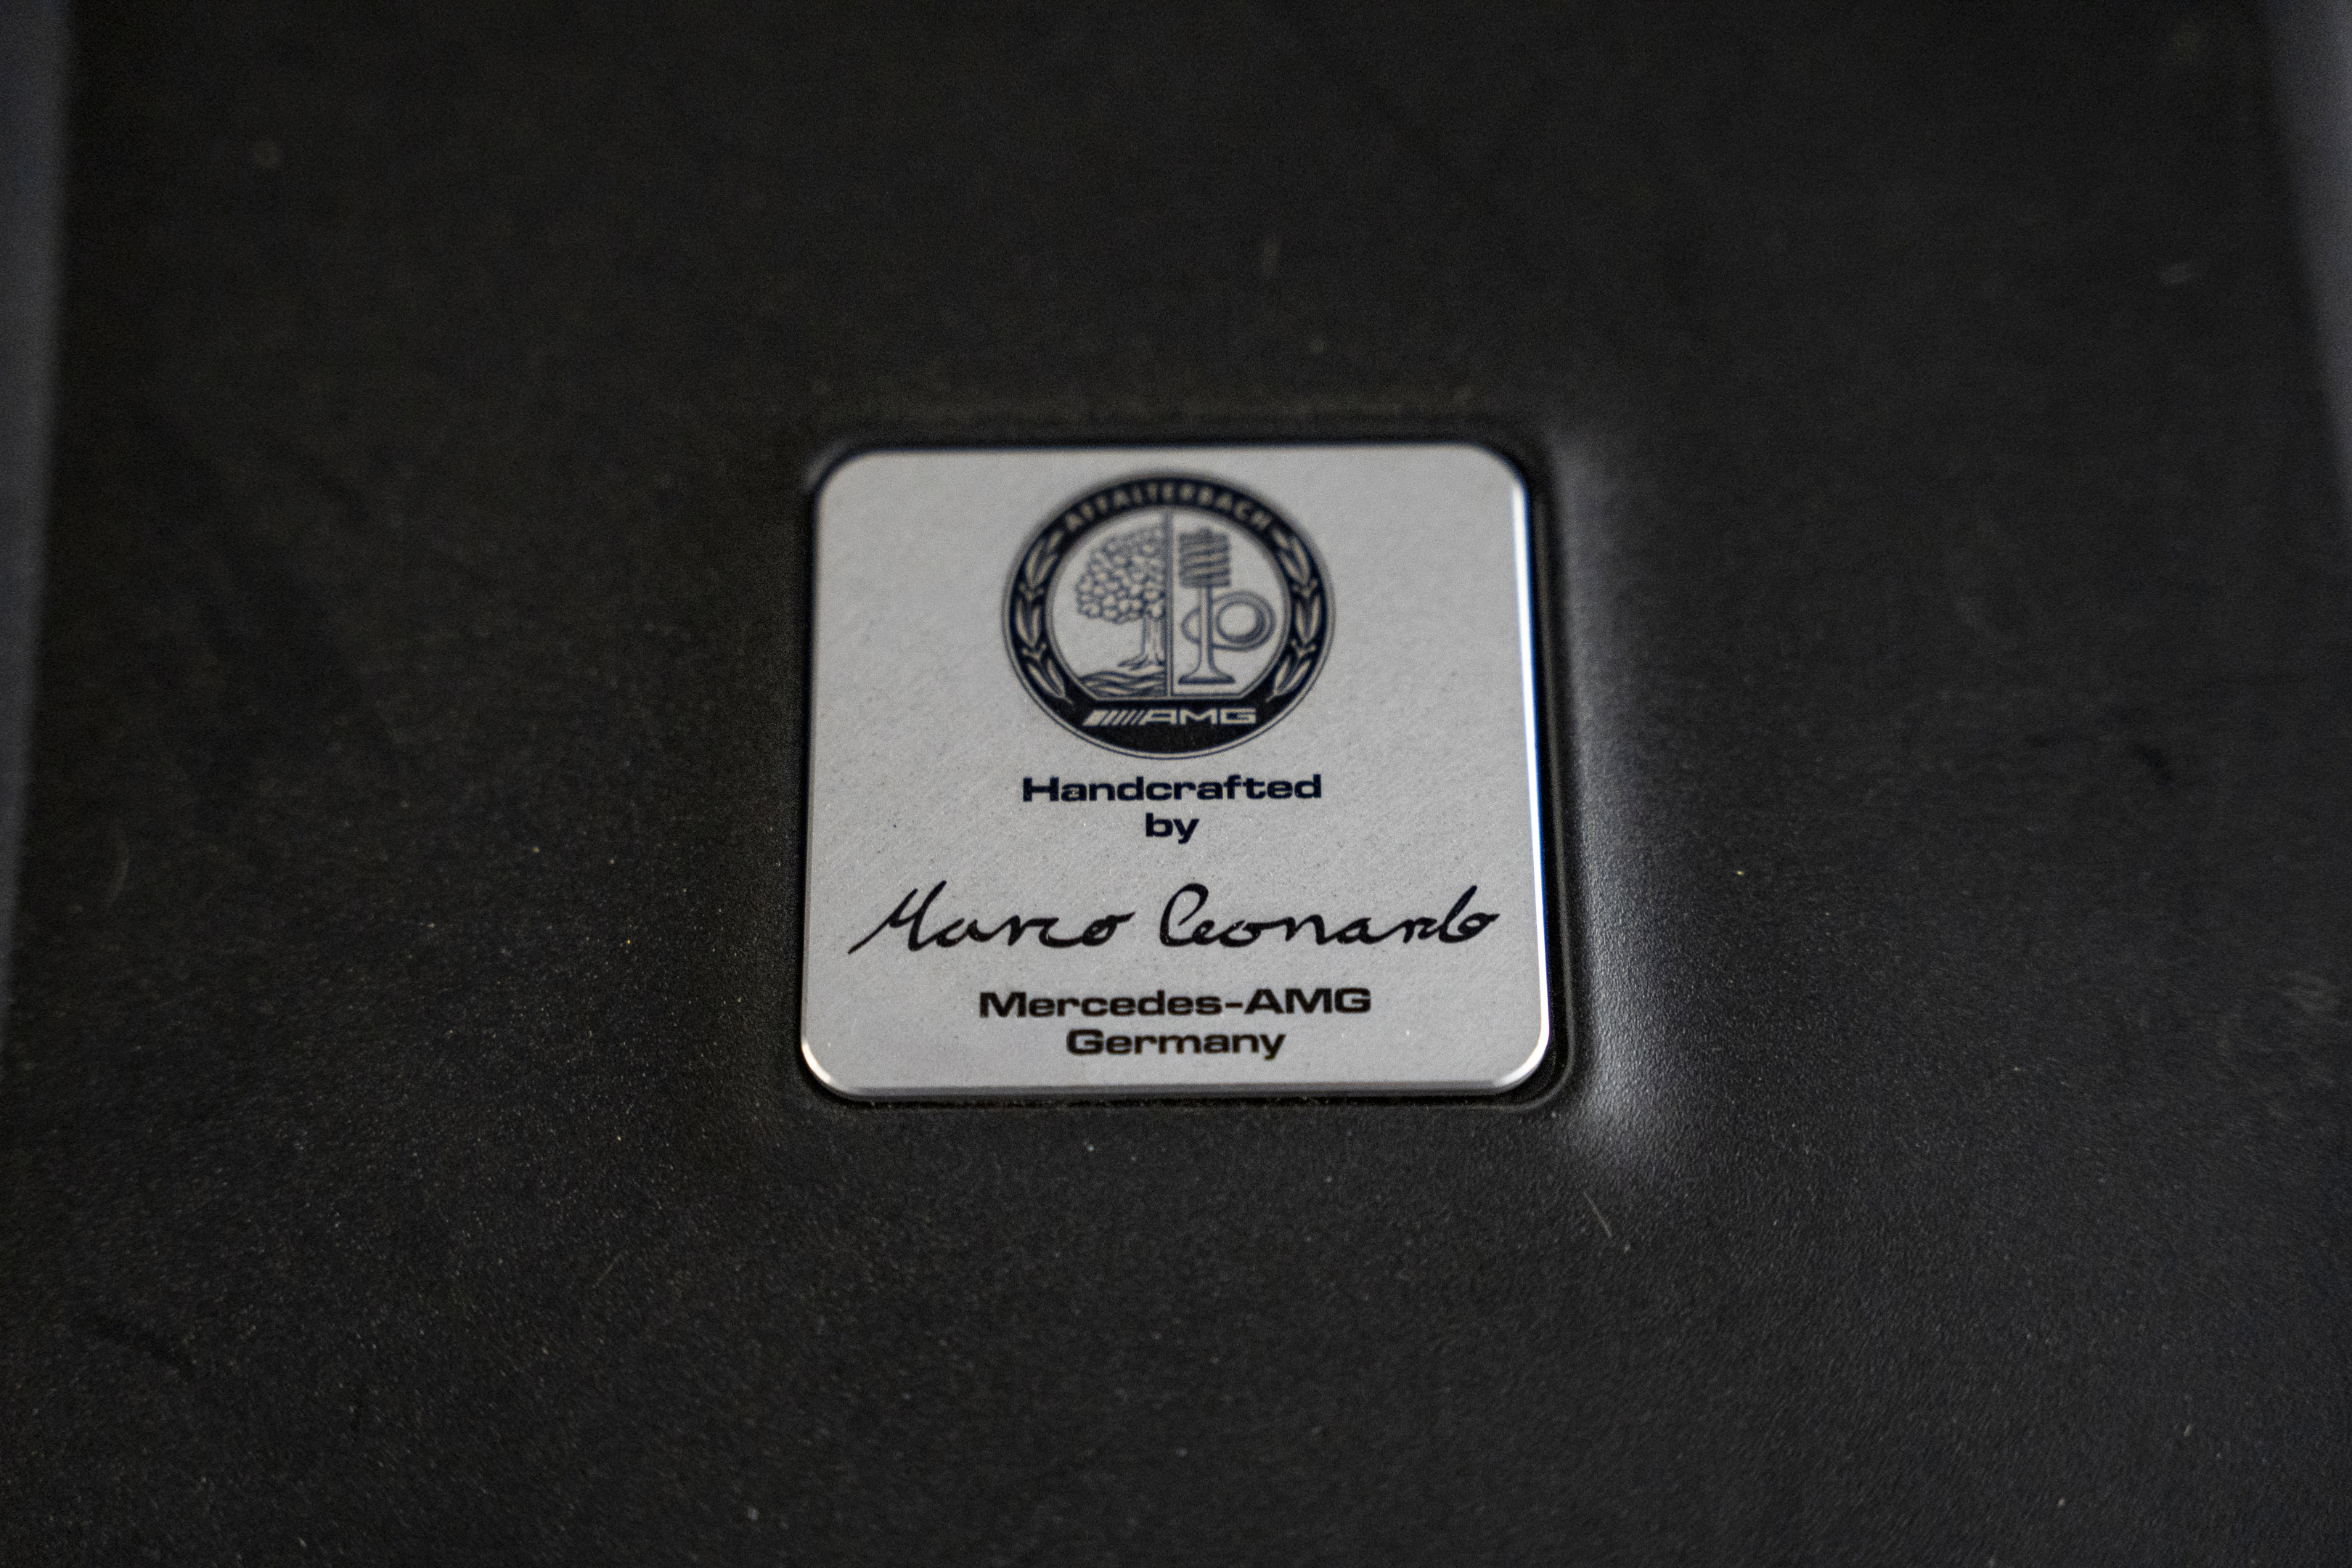 AFFALTERBACH
AMG
Handcrafted
by
Marco Leonardo
Mercedes-AMG
Germany